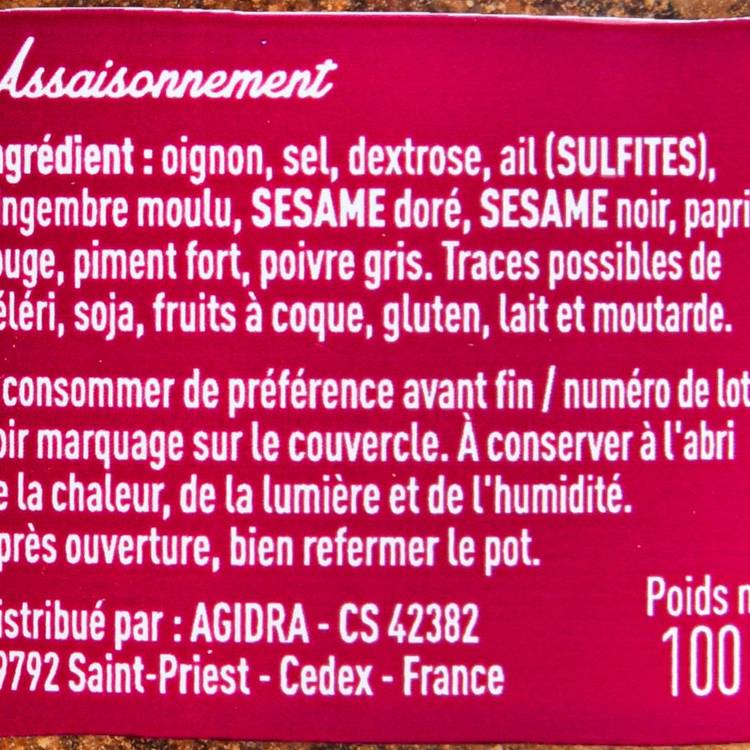 Assaisonnement
ngrédient : oignon, sel, dextrose, ail (SULFITES),
ingembre moulu, SESAME doré, SESAME noir, papri
ouge, piment fort, poivre gris. Traces possibles de
éléri, soja, fruits à coque, gluten, lait et moutarde.
consommer de préférence avant fin / numéro de lot
oir marquage sur le couvercle. À conserver à l'abri
e la chaleur, de la lumière et de l'humidité.
près ouverture, bien refermer le pot.
istribué par : AGIDRA - CS 42382
9792 Saint-Priest - Cedex - France
Poids n
100